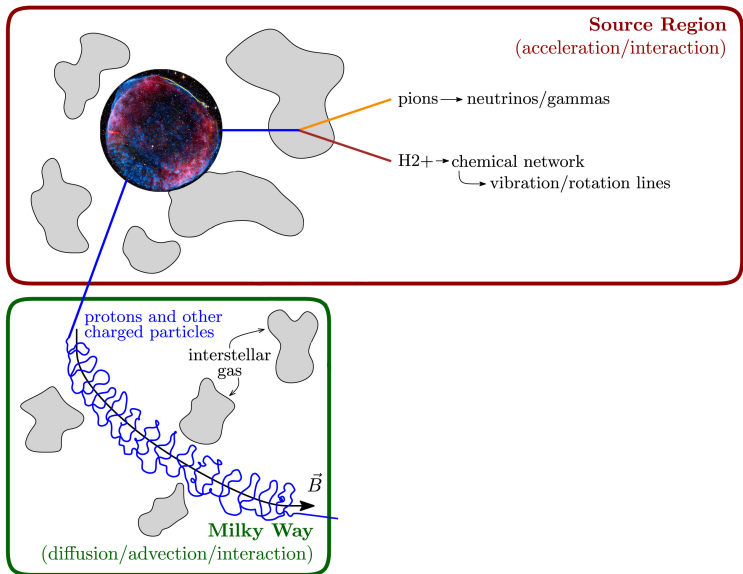 Source Region
(acceleration/interaction)
pions neutrinos/gammas
H2+ chemical network
vibration/rotation lines
protons and other
charged particles
interstellar
gas
B⃗
Milky Way
(diffusion/advection/interaction)